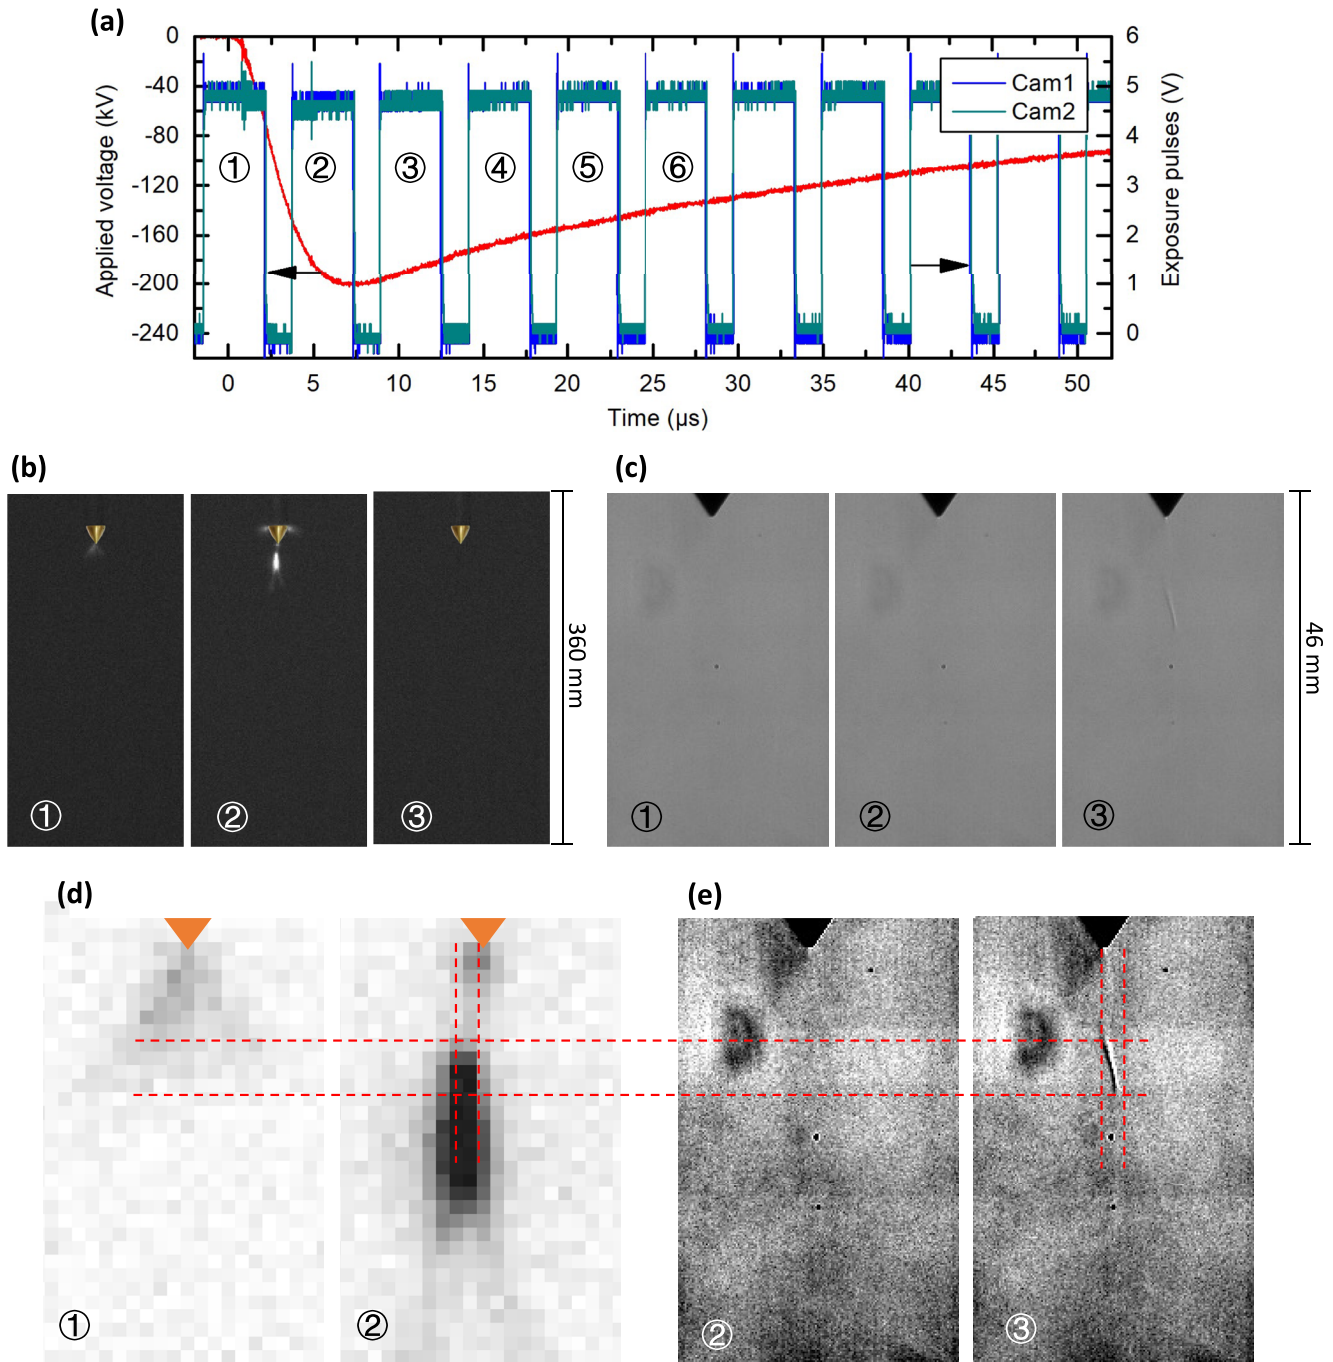 (a)
0
-40
-80
-120
-160
-200
-240
Applied voltage (kV)
6
5
4
3
2
1
0
Exposure pulses (V)
Cam1
Cam2
① ② ③ ④ ⑤ ⑥
0 5 10 15 20 25 30 35 40 45 50
Time (µs)
(b)
① ② ③
360 mm
(c)
① ② ③
46 mm
(d)
① ②
(e)
② ③